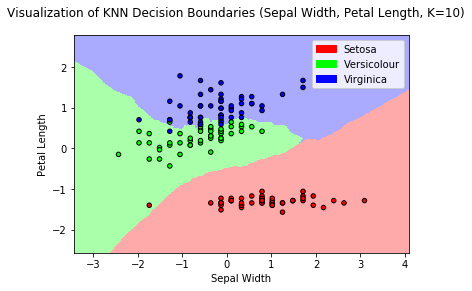 Visualization of KNN Decision Boundaries (Sepal Width, Petal Length, K=10)
Setosa
Versicolour
Virginica
2
1
0
−1
−2
Petal Length
−3
−2
−1
0
1
2
3
4
Sepal Width